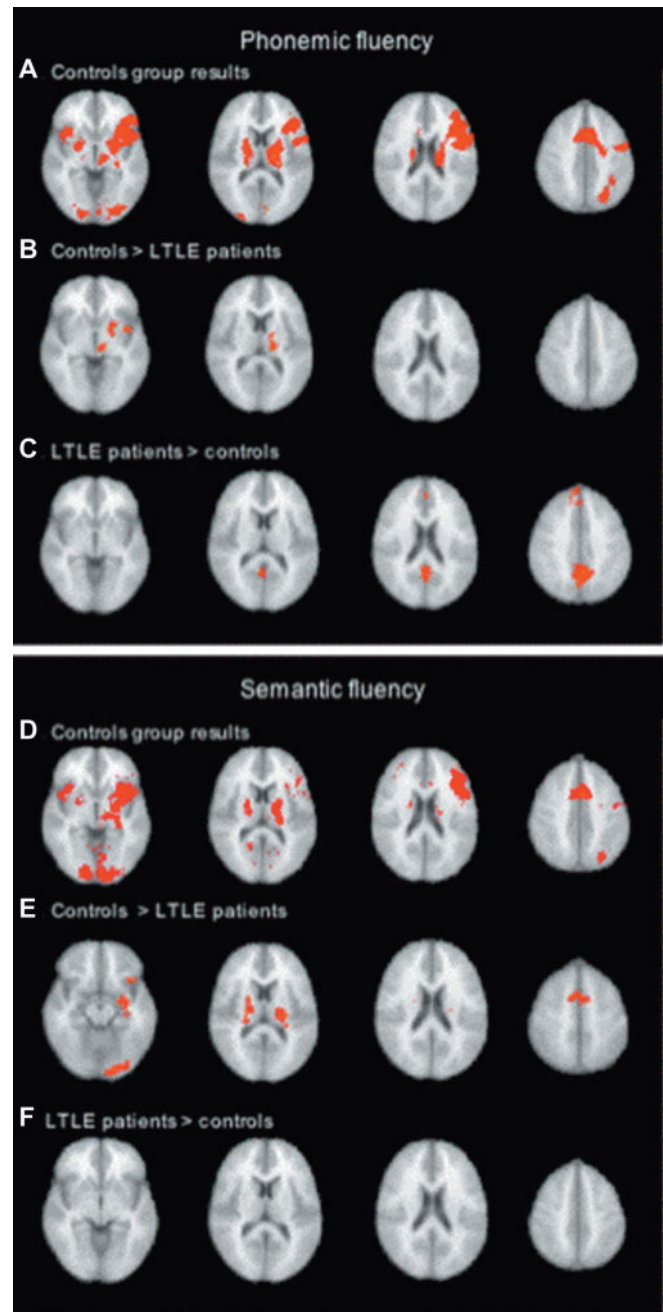 Phonemic fluency
A Controls group results
B Controls > LTLE patients
C LTLE patients > controls
Semantic fluency
D Controls group results
E Controls > LTLE patients
F LTLE patients > controls